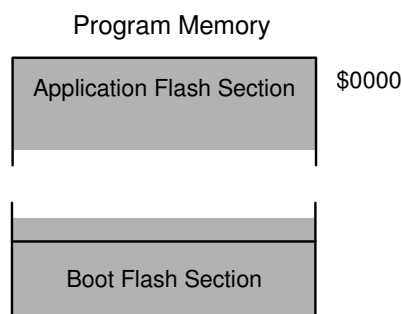 Program Memory
Application Flash Section
$0000
Boot Flash Section